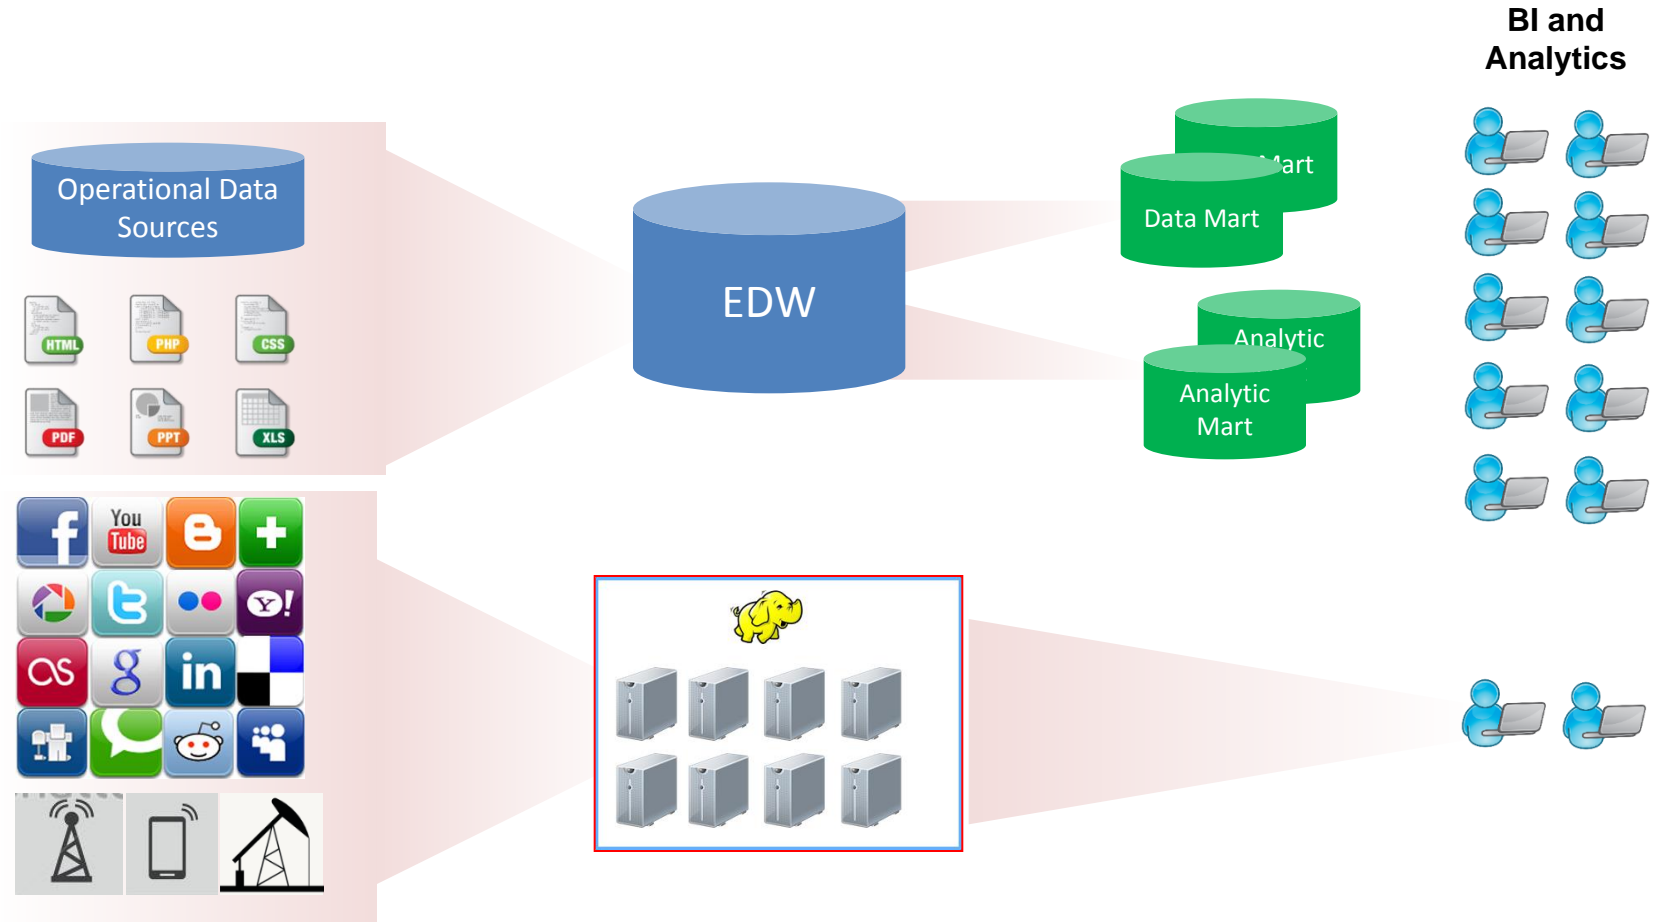 BI and
Analytics
Operational Data
Sources
HTML
PHP
CSS
PDF
PPT
XLS
You
Tube
Y!
in
EDW
Mart
Data Mart
Analytic
Analytic
Mart